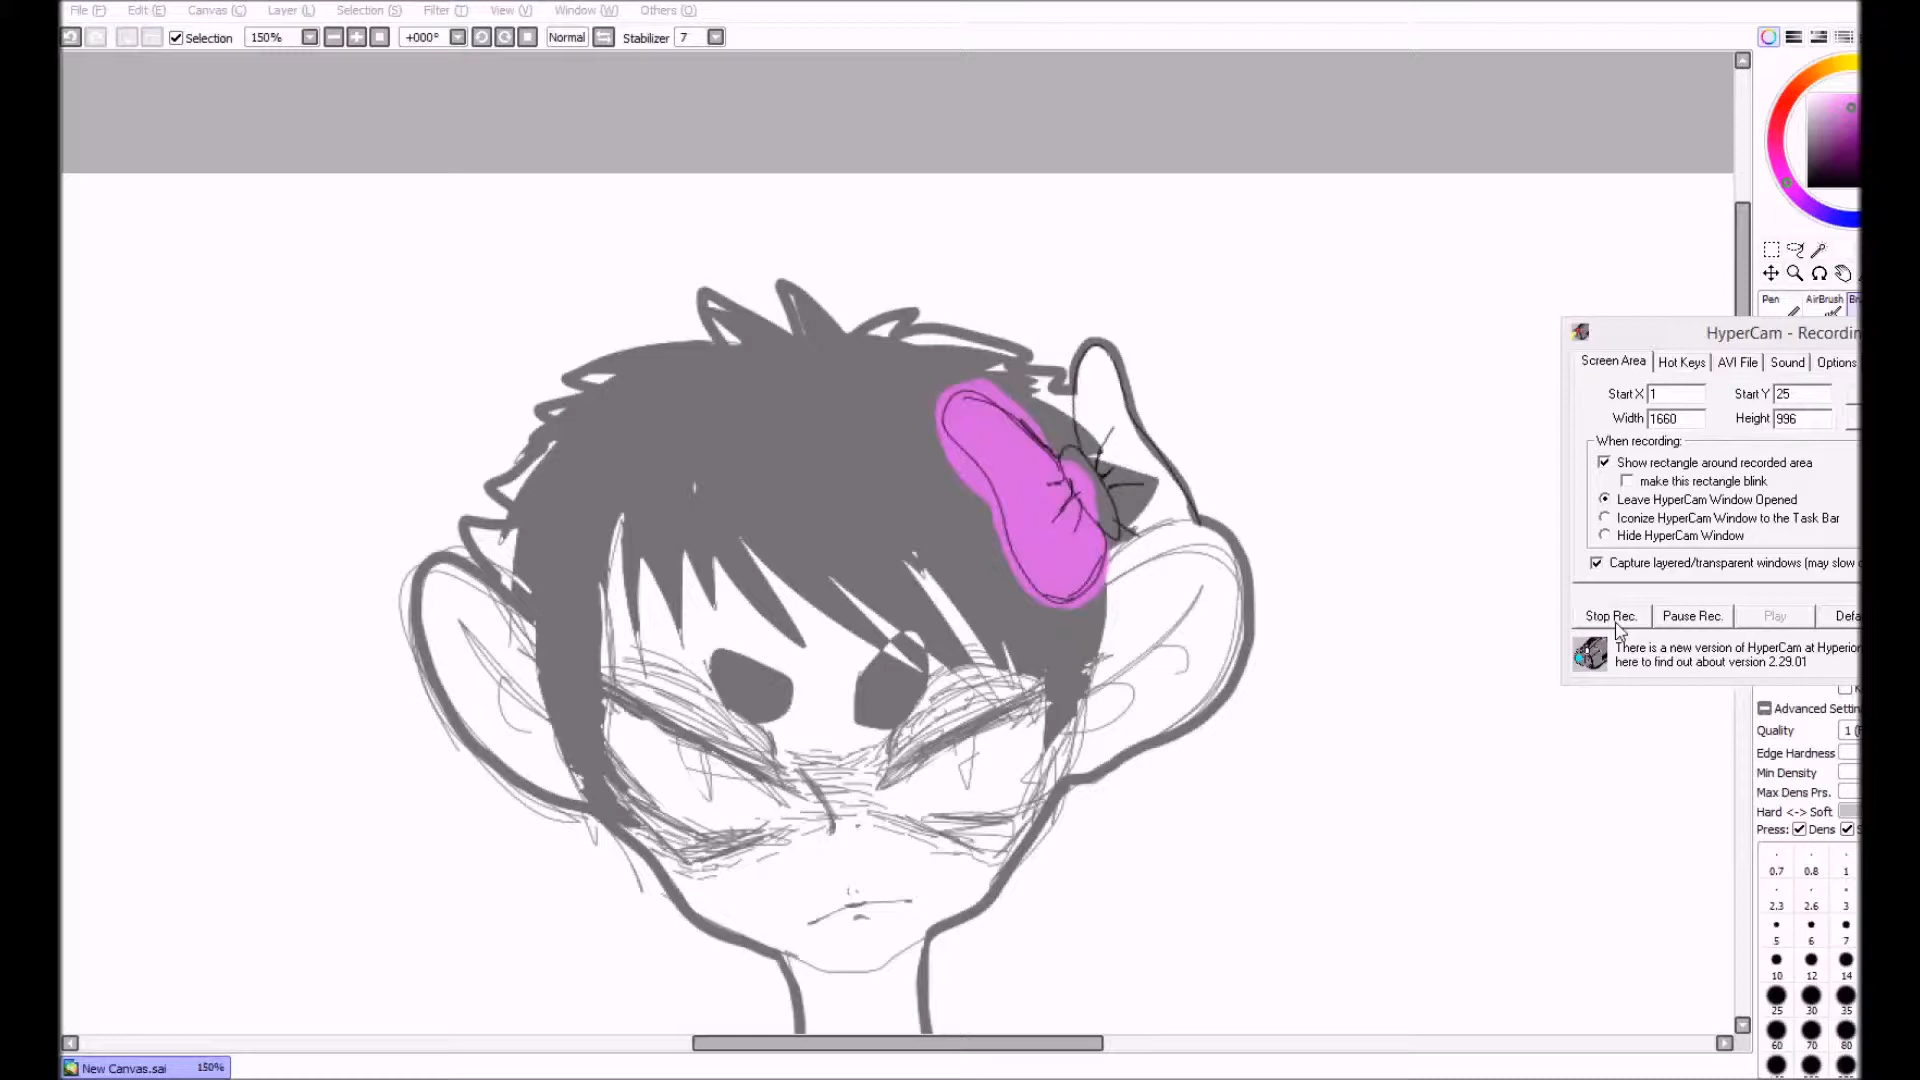 File (F) Edit (E) Canvas (C) Layer (L) Selection (S) Filter (T) View (V) Window (W) Others (O)
Selection 150% +000° Normal Stabilizer 7
Pen AirBrush
HyperCam - Recordin
Screen Area Hot Keys AVI File Sound Options
Start X 1 Start Y 25
Width 1660 Height 996
When recording:
Show rectangle around recorded area
make this rectangle blink
Leave HyperCam Window Opened
Iconize HyperCam Window to the Task Bar
Hide HyperCam Window
Capture layered/transparent windows (may slow
Stop Rec. Pause Rec. Play Defa
There is a new version of HyperCam at Hyperion
here to find out about version 2.29.01
Advanced Settin
Quality 1
Edge Hardness
Min Density
Max Dens Prs.
Hard <-> Soft
Press: Dens
0.7 0.8 1
2.3 2.6 3
5 6 7
10 12 14
25 30 35
60 70 80
New Canvas.sai 150%